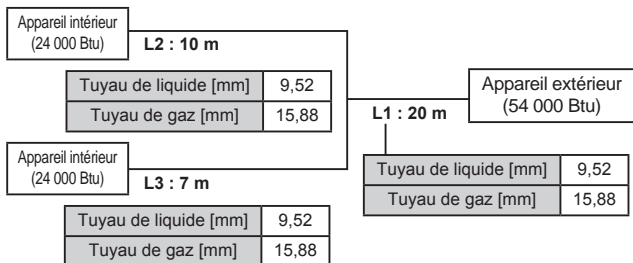 Appareil intérieur
(24 000 Btu)
L2 : 10 m
Tuyau de liquide [mm] 9,52
Tuyau de gaz [mm] 15,88
Appareil extérieur
(54 000 Btu)
L1 : 20 m
Appareil intérieur
(24 000 Btu)
L3 : 7 m
Tuyau de liquide [mm] 9,52
Tuyau de gaz [mm] 15,88
Tuyau de liquide [mm] 9,52
Tuyau de gaz [mm] 15,88